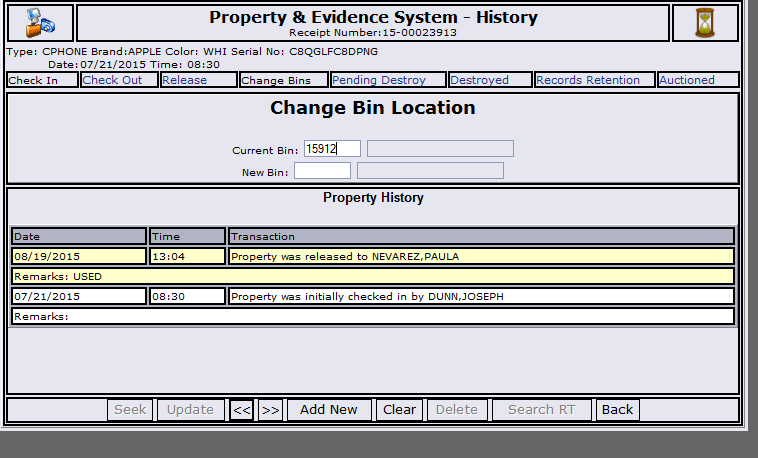 Property & Evidence System - History
Receipt Number:15-00023913
Type: CPHONE Brand:APPLE Color: WHI Serial No: C8QGLFC8DPNG
Date:07/21/2015 Time: 08:30
Check In Check Out Release Change Bins Pending Destroy Destroyed Records Retention Auctioned
Change Bin Location
Current Bin: 15912
New Bin:
Property History
Date Time Transaction
08/19/2015 13:04 Property was released to NEVAREZ,PAULA
Remarks: USED
07/21/2015 08:30 Property was initially checked in by DUNN,JOSEPH
Remarks:
Seek Update << >> Add New Clear Delete Search RT Back